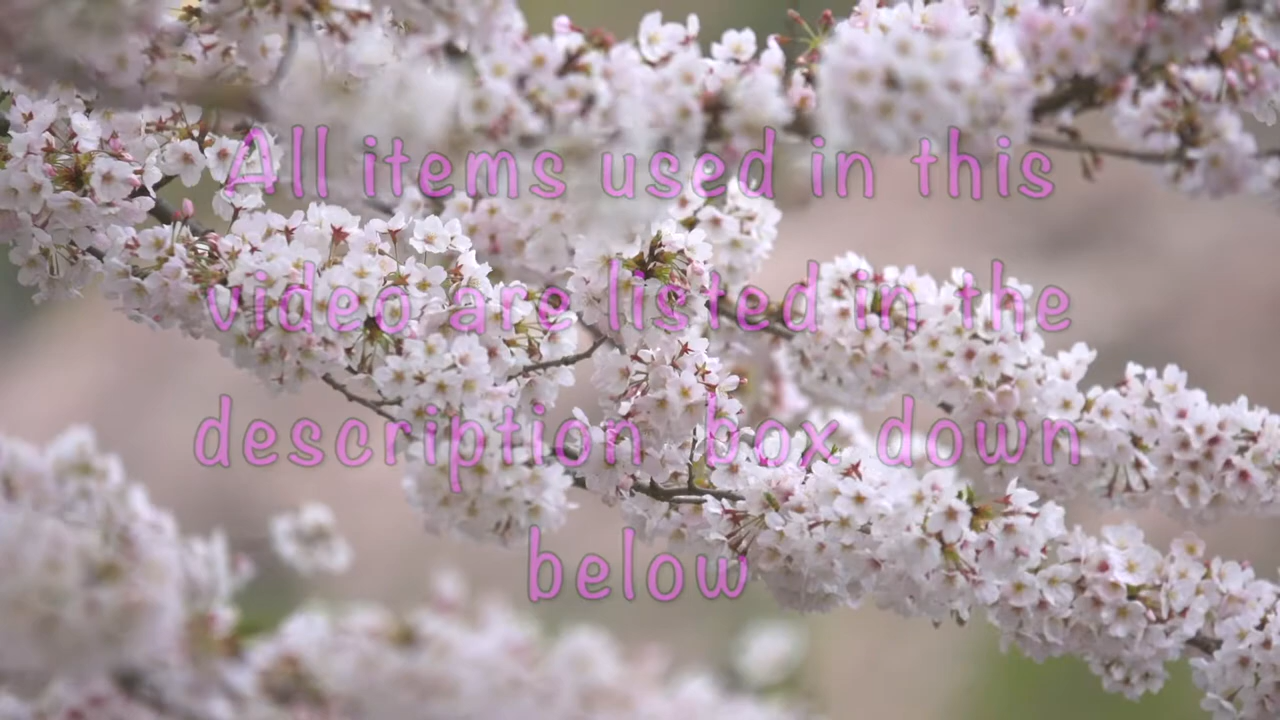 All items used in this
video are listed in the
description box down
below